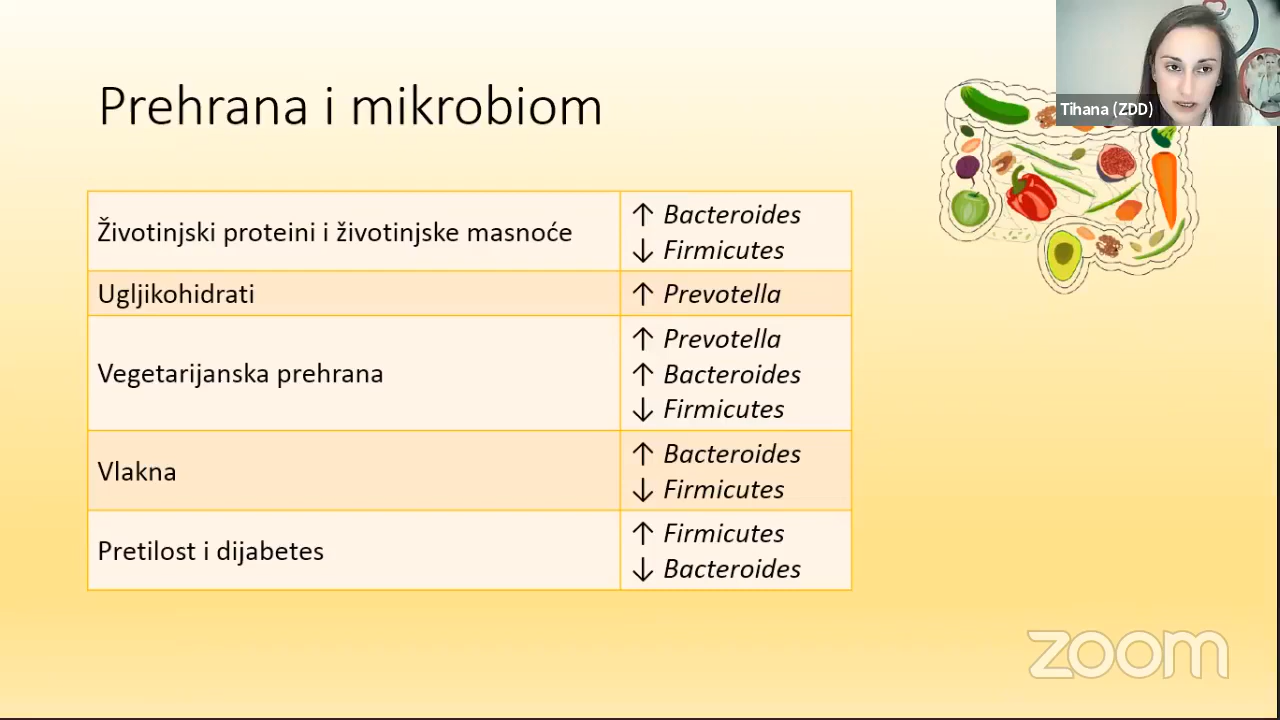 Prehrana i mikrobiom
Tihana (ZDD)
Životinjski proteini i životinjske masnoće
↑ Bacteroides
↓ Firmicutes
Ugljikohidrati
↑ Prevotella
Vegetarijanska prehrana
↑ Prevotella
↑ Bacteroides
↓ Firmicutes
Vlakna
↑ Bacteroides
↓ Firmicutes
Pretilost i dijabetes
↑ Firmicutes
↓ Bacteroides
zoom